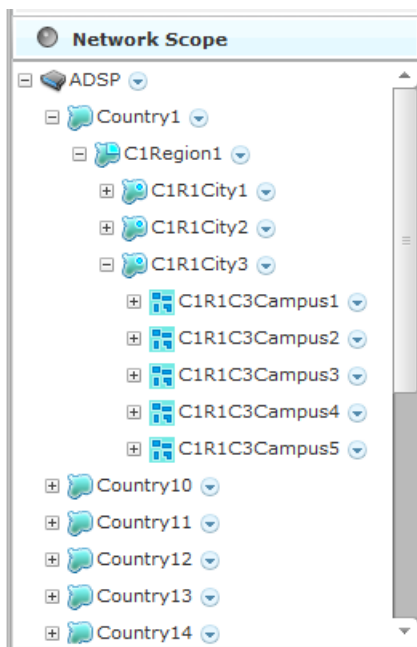 Network Scope
ADSP
Country1
C1Region1
C1R1City1
C1R1City2
C1R1City3
C1R1C3Campus1
C1R1C3Campus2
C1R1C3Campus3
C1R1C3Campus4
C1R1C3Campus5
Country10
Country11
Country12
Country13
Country14